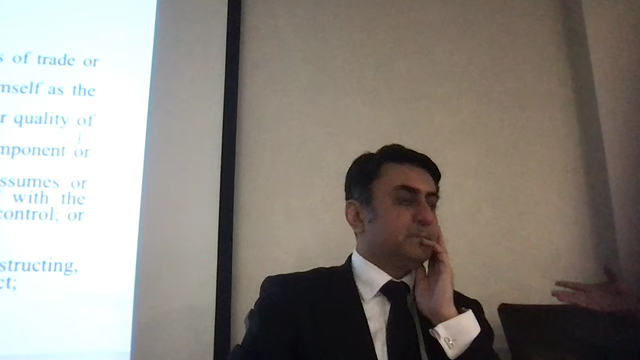 of trade or
mself as the
r quality of
mponent or
ssumes or
with the
control; or
structing,
ct;